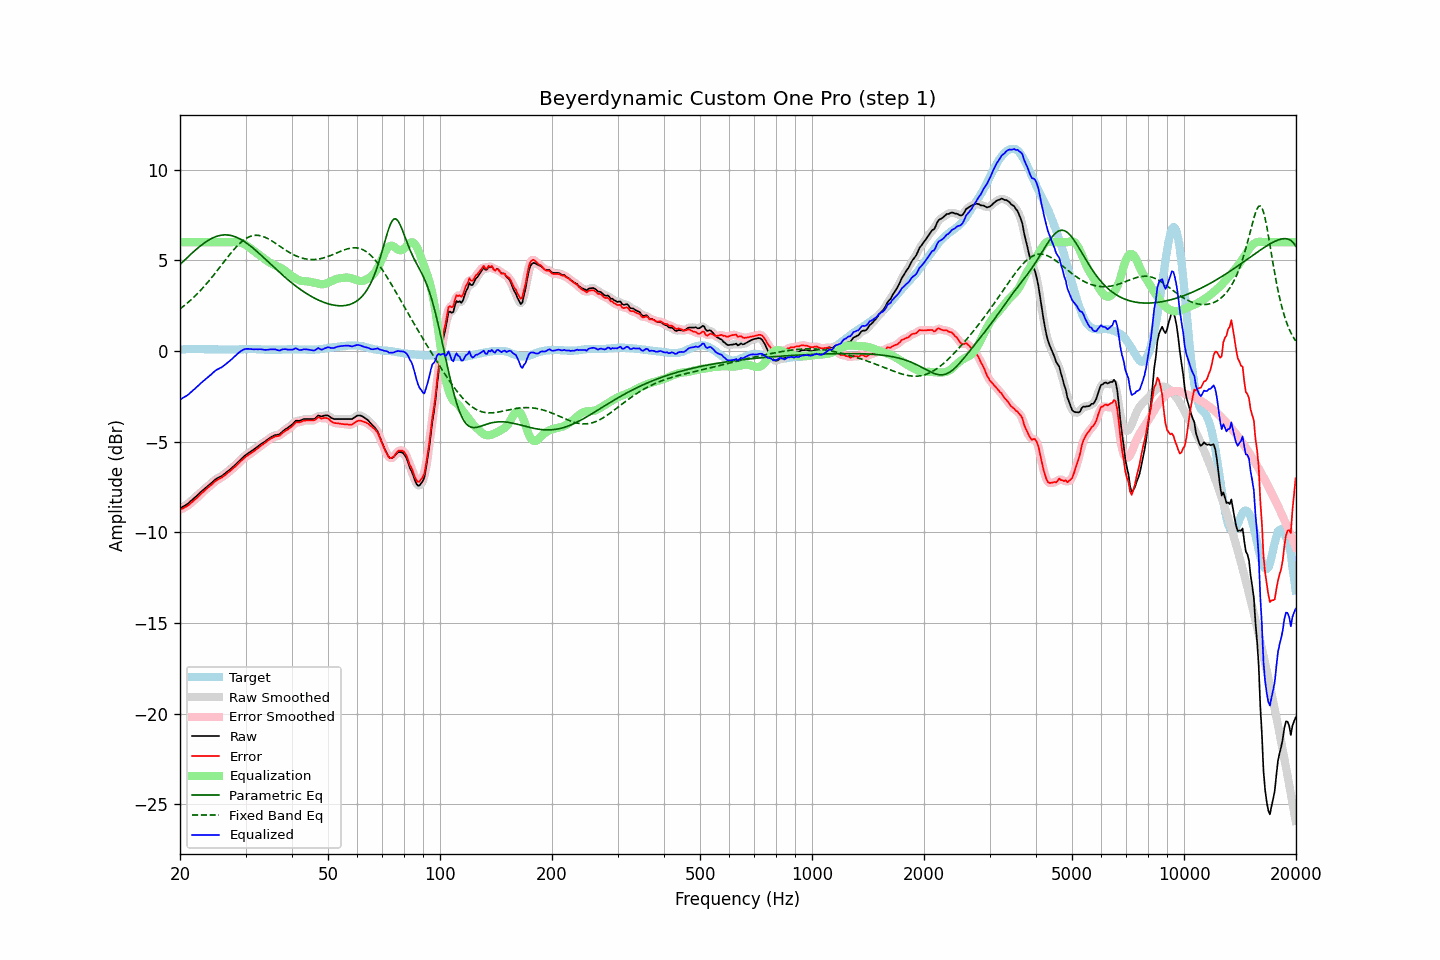 Beyerdynamic Custom One Pro (step 1)
Amplitude (dBr)
10
5
0
−5
−10
−15
−20
−25
Target
Raw Smoothed
Error Smoothed
Raw
Error
Equalization
Parametric Eq
Fixed Band Eq
Equalized
20
50
100
200
500
1000
2000
5000
10000
20000
Frequency (Hz)